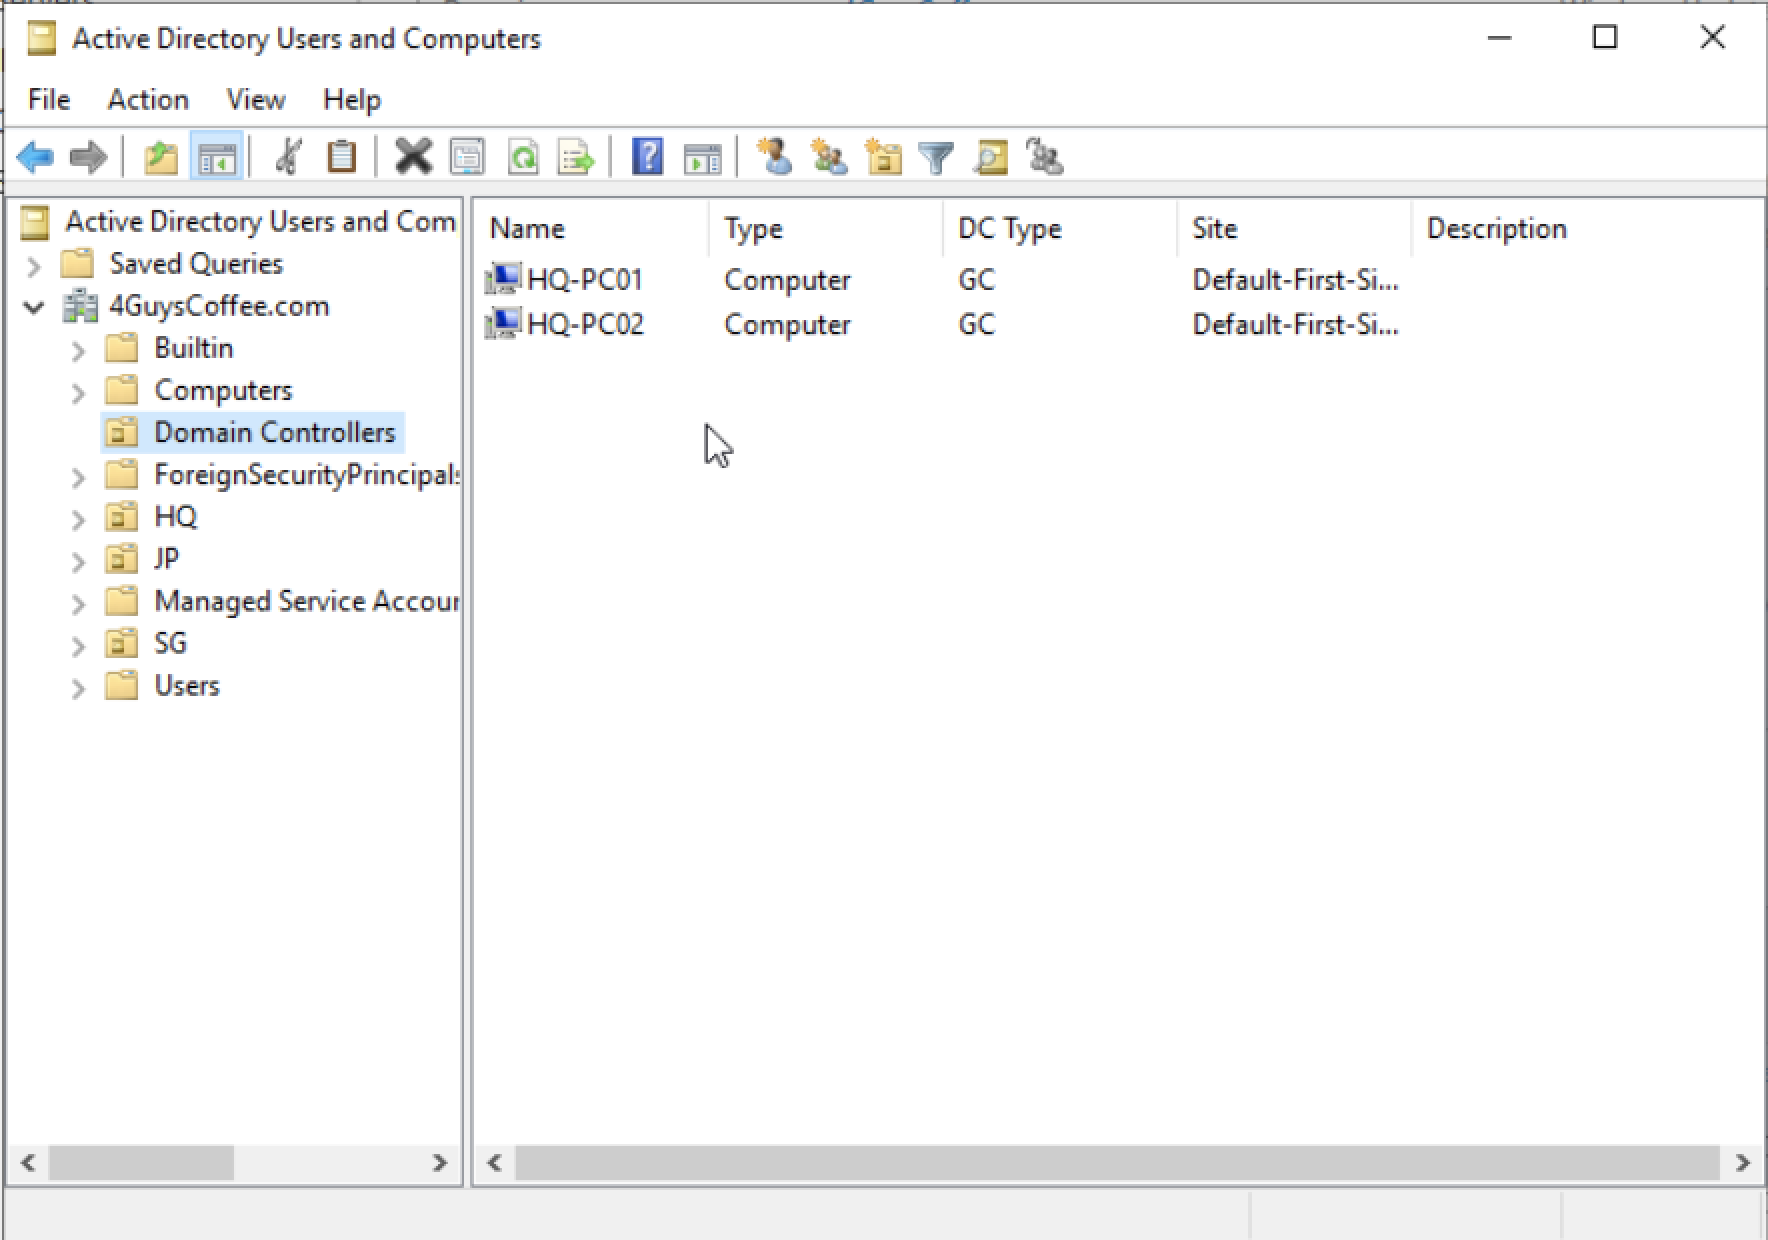 Active Directory Users and Computers
File Action View Help
Active Directory Users and Com
Saved Queries
4GuysCoffee.com
Builtin
Computers
Domain Controllers
ForeignSecurityPrincipals
HQ
JP
Managed Service Accour
SG
Users
Name Type DC Type Site Description
HQ-PC01 Computer GC Default-First-Si...
HQ-PC02 Computer GC Default-First-Si...